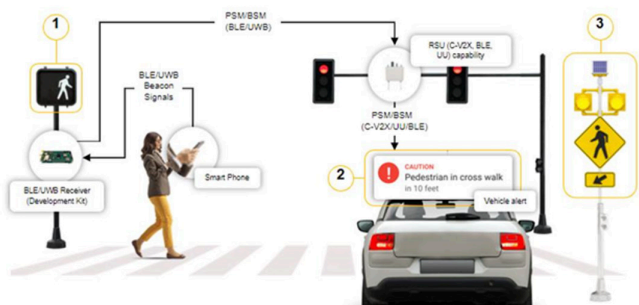 1
PSM/BSM
(BLE/UWB)
3
RSU (C-V2X, BLE,
UU) capability
BLE/UWB
Beacon
Signals
PSM/BSM
(C-V2X/UU/BLE)
2
CAUTION
Pedestrian in cross walk
in 10 feet
Smart Phone
Vehicle alert
BLE/UWB Receiver
(Development Kit)